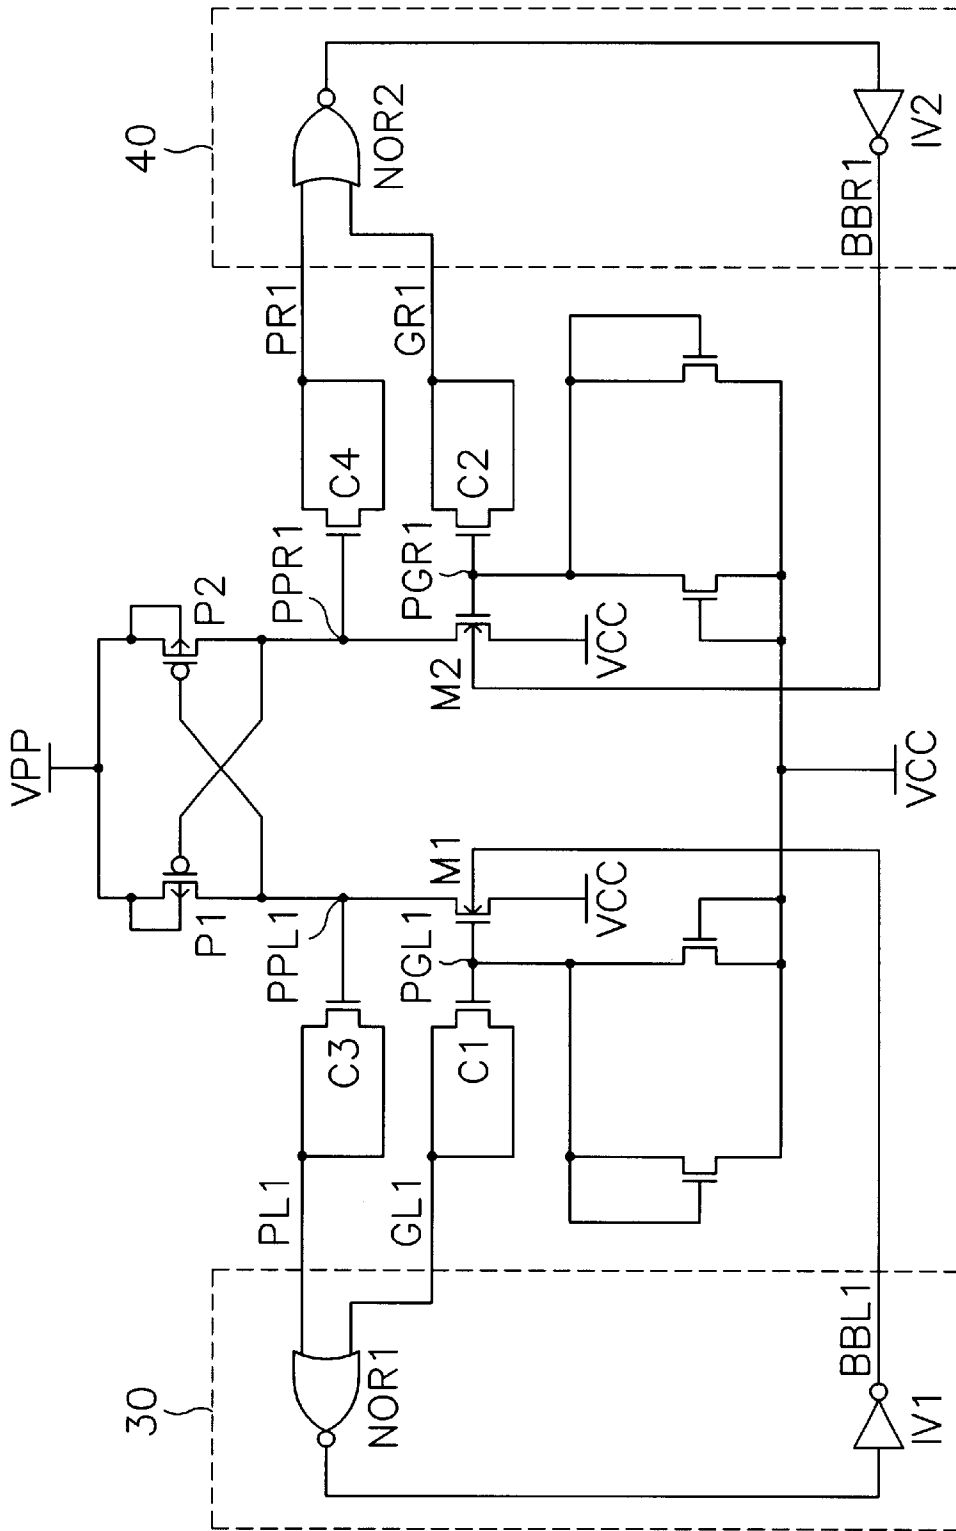 VPP
P1
P2
30
40
PL1
PPL1
PPR1
PR1
C3
C4
NOR1
NOR2
GL1
PGL1
M1
M2
PGR1
GR1
C1
C2
VCC
VCC
BBL1
BBR1
IV1
VCC
IV2